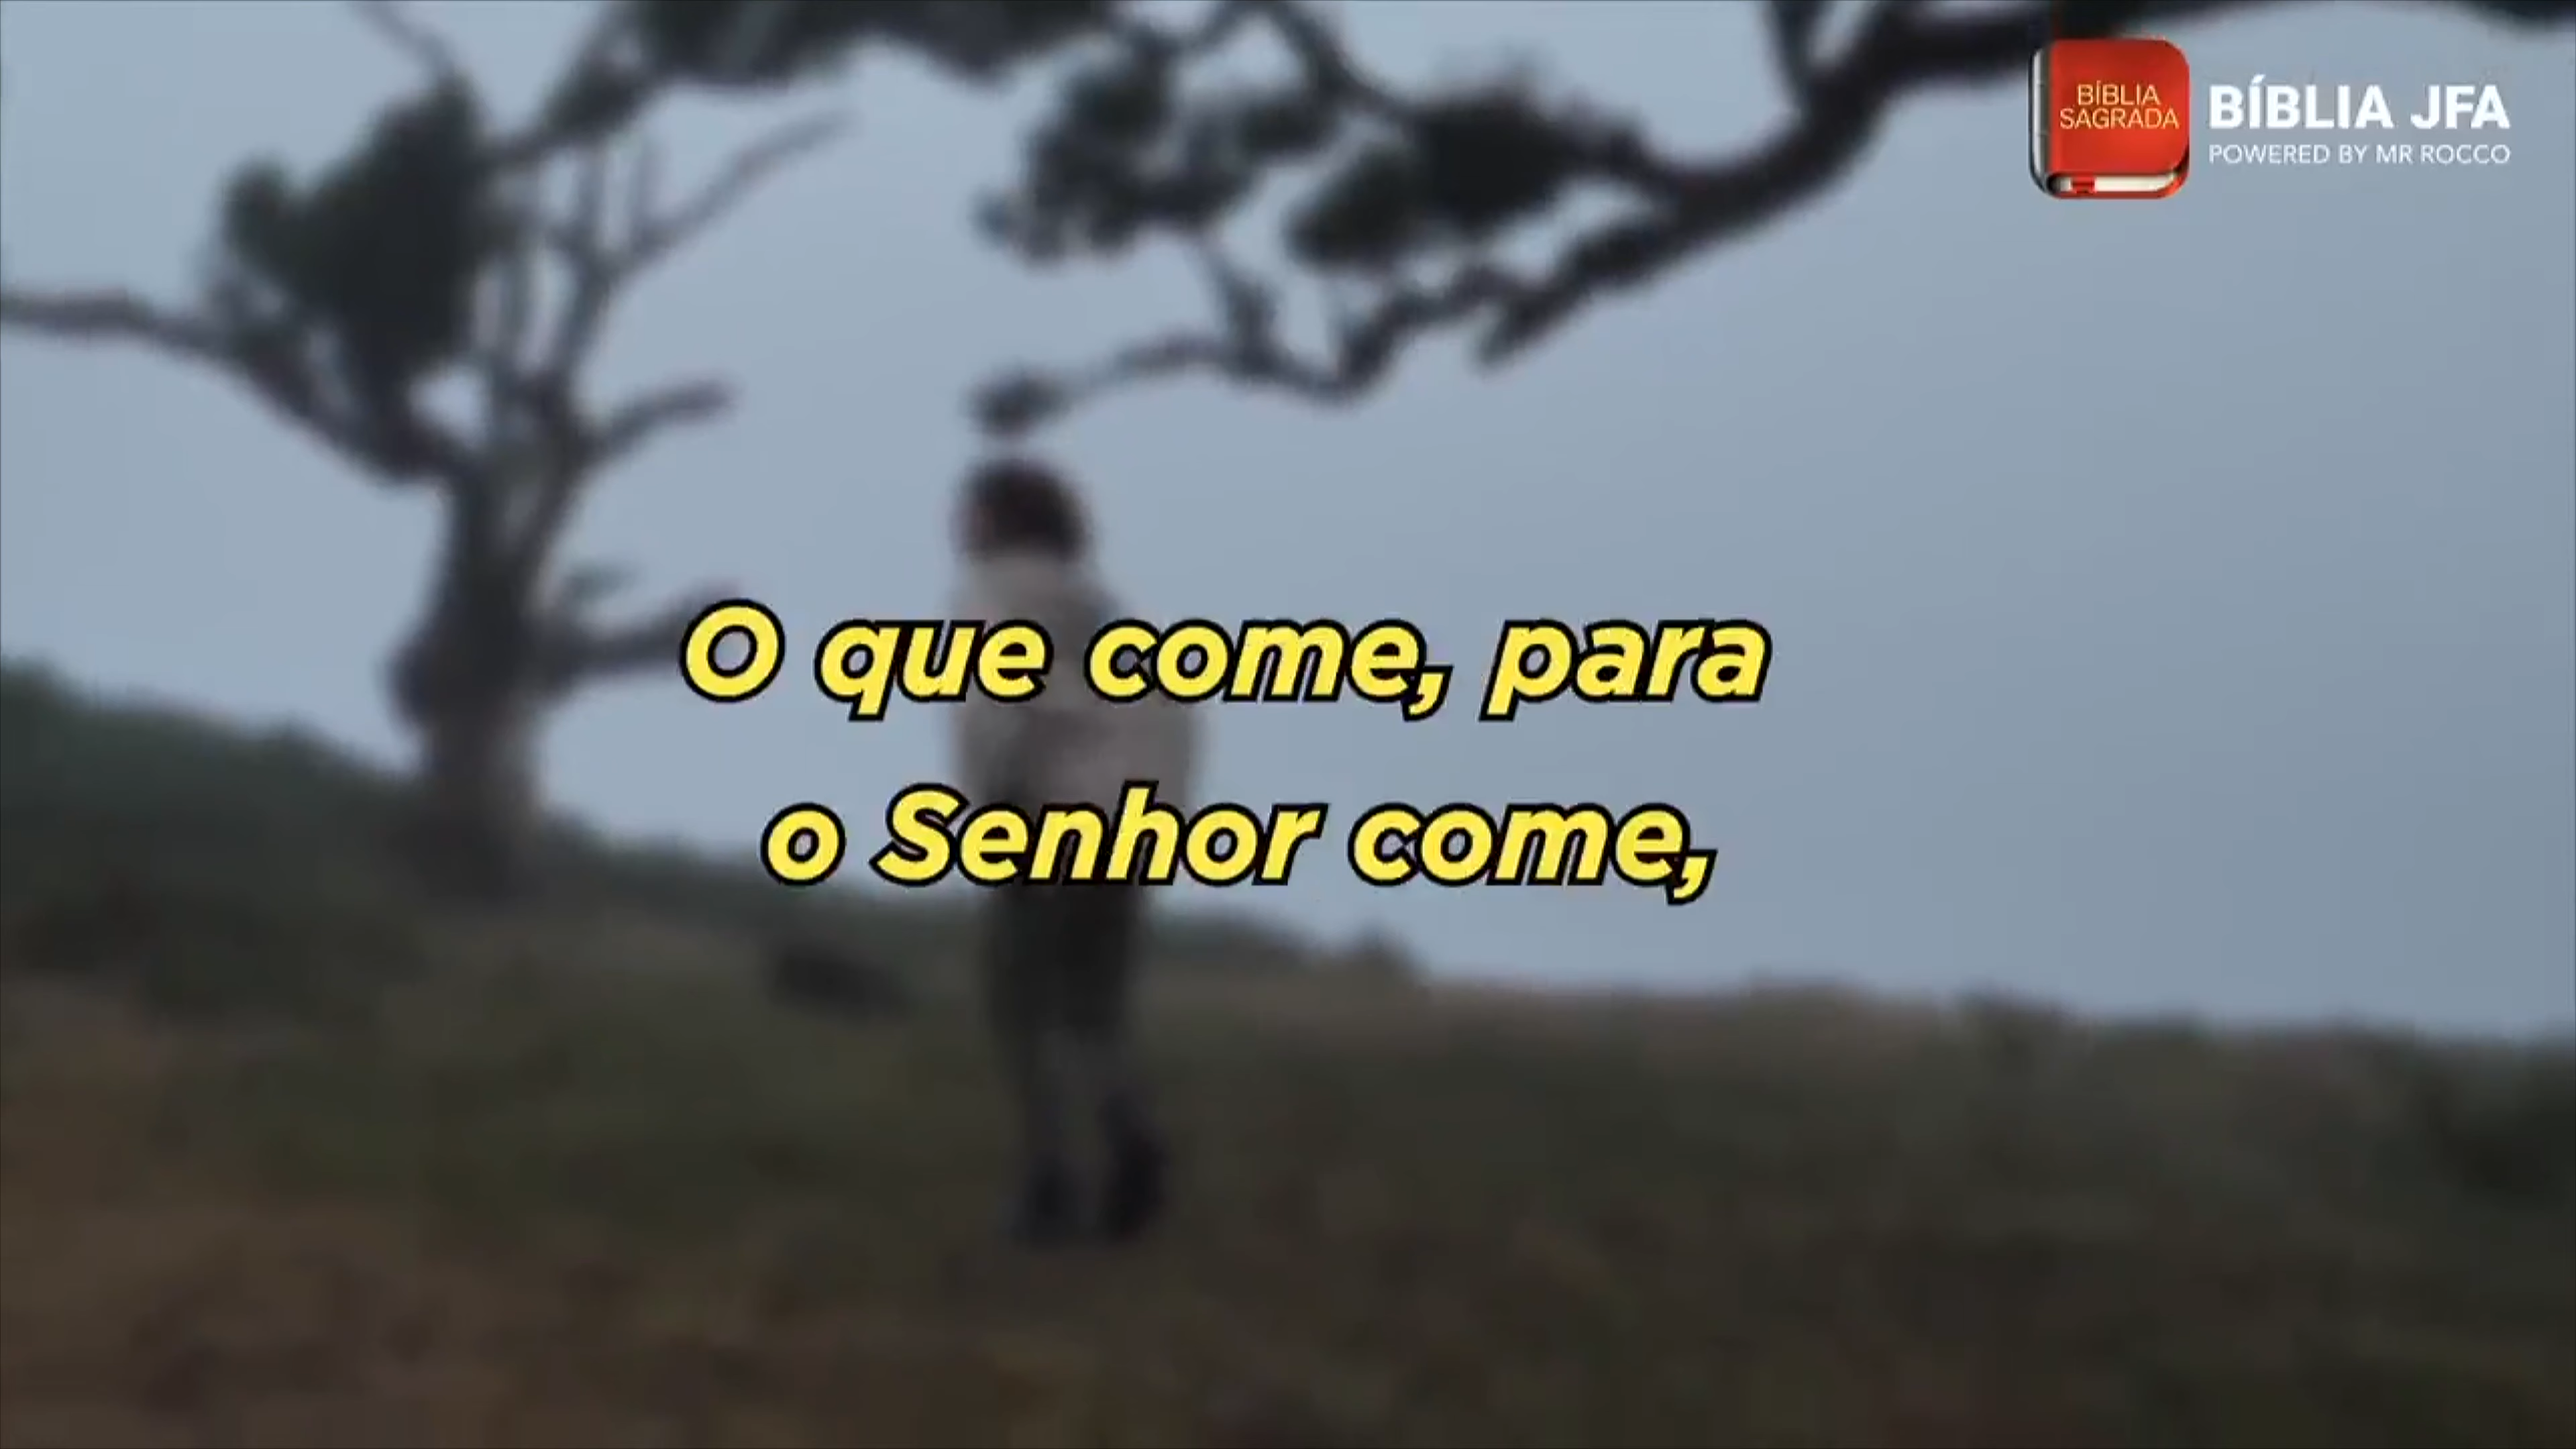 BÍBLIA
SAGRADA
BÍBLIA JFA
POWERED BY MR ROCCO
O que come, para
o Senhor come,